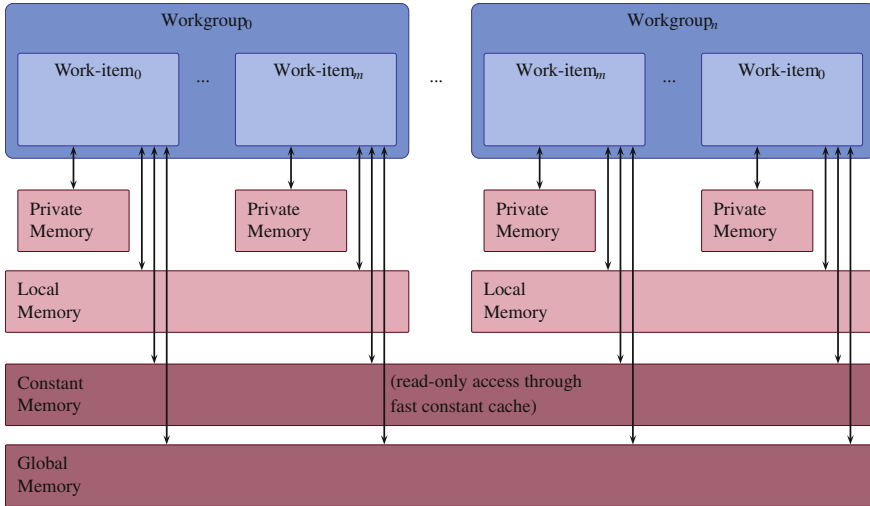 Workgroup₀
Workgroupₙ
Work-item₀
...
Work-itemₘ
...
Work-itemₘ
...
Work-item₀
Private
Memory
Private
Memory
Private
Memory
Private
Memory
Local
Memory
Local
Memory
Constant
Memory
(read-only access through
fast constant cache)
Global
Memory